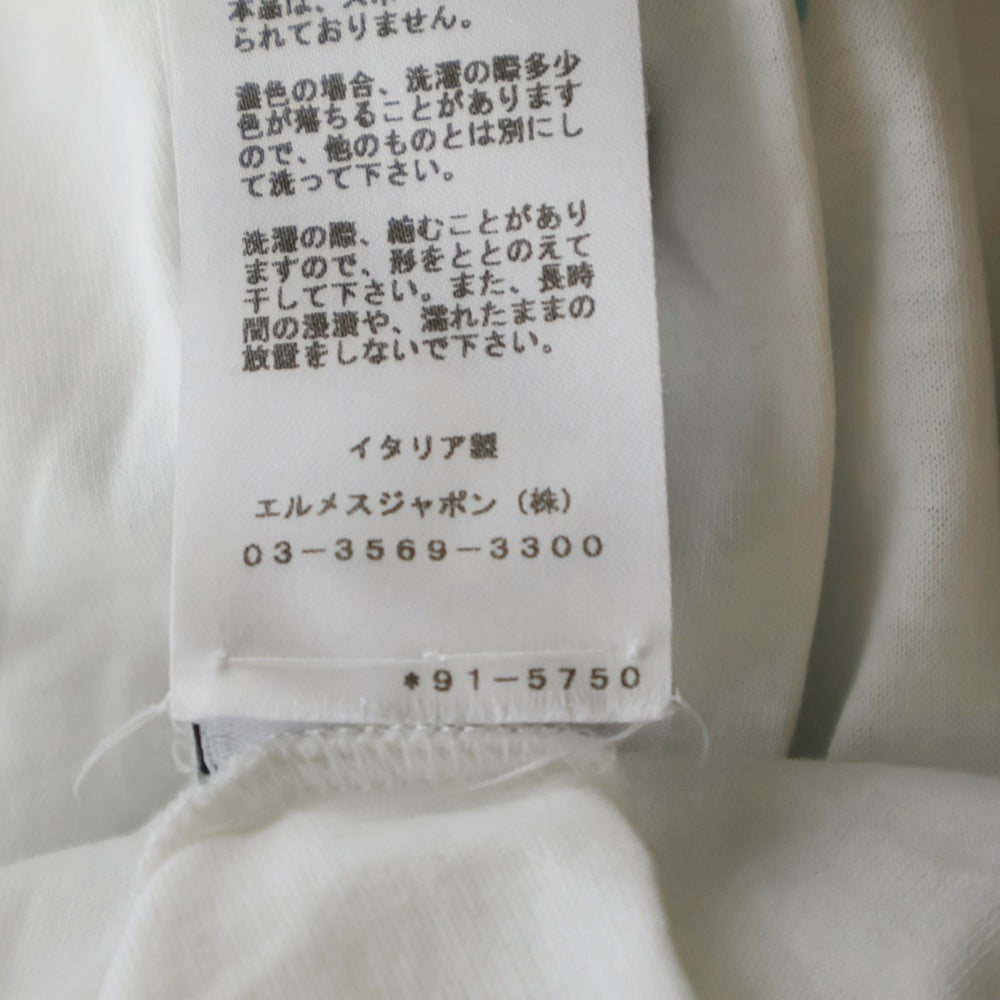 本品は、スポ
られておりません。
濃色の場合、洗濯の際多少
色が落ちることがあります
ので、他のものとは別にし
て洗って下さい。
洗濯の際、縮むことがあり
ますので、形をととのえて
干して下さい。また、長時
間の浸漬や、濡れたままの
放置をしないで下さい。
イタリア製
エルメスジャポン（株）
03-3569-3300
*91-5750